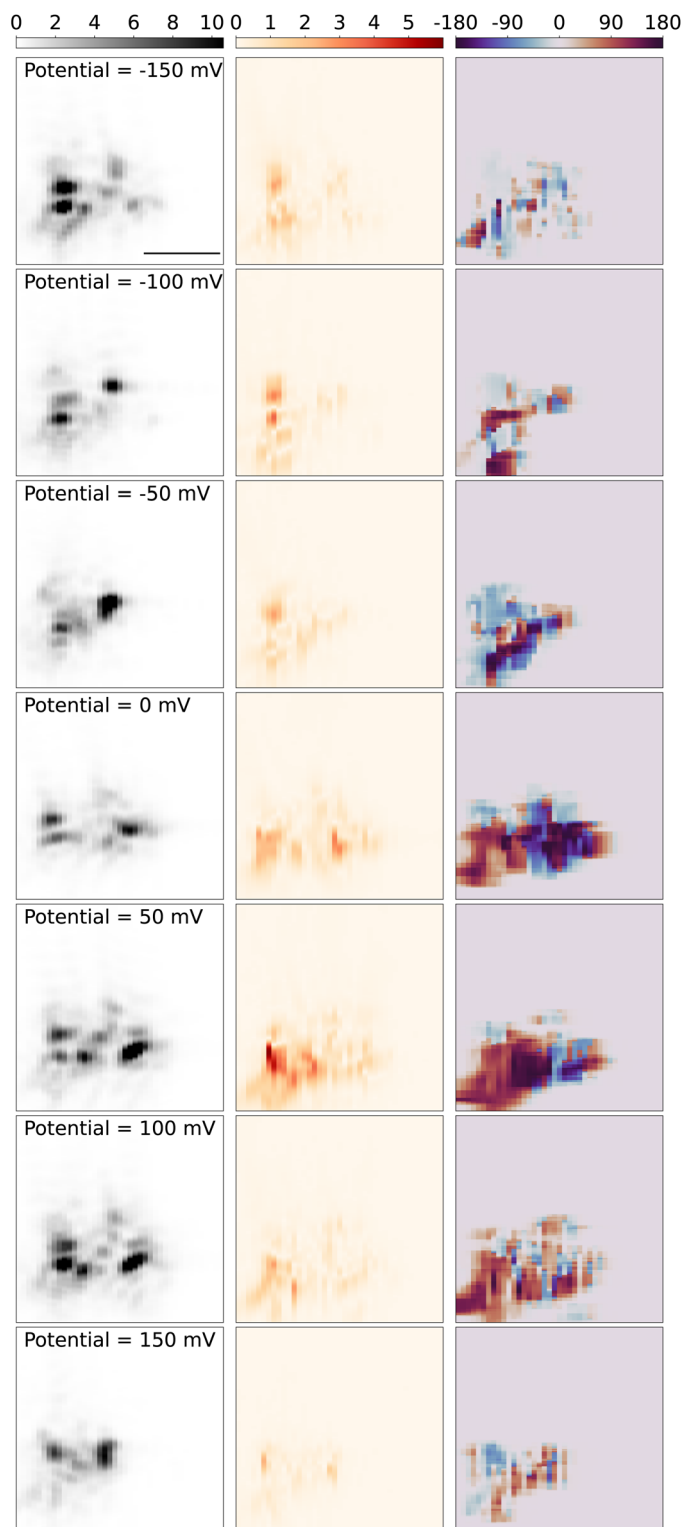 0 2 4 6 8 10 0 1 2 3 4 5 -180 -90 0 90 180
Potential = -150 mV
Potential = -100 mV
Potential = -50 mV
Potential = 0 mV
Potential = 50 mV
Potential = 100 mV
Potential = 150 mV